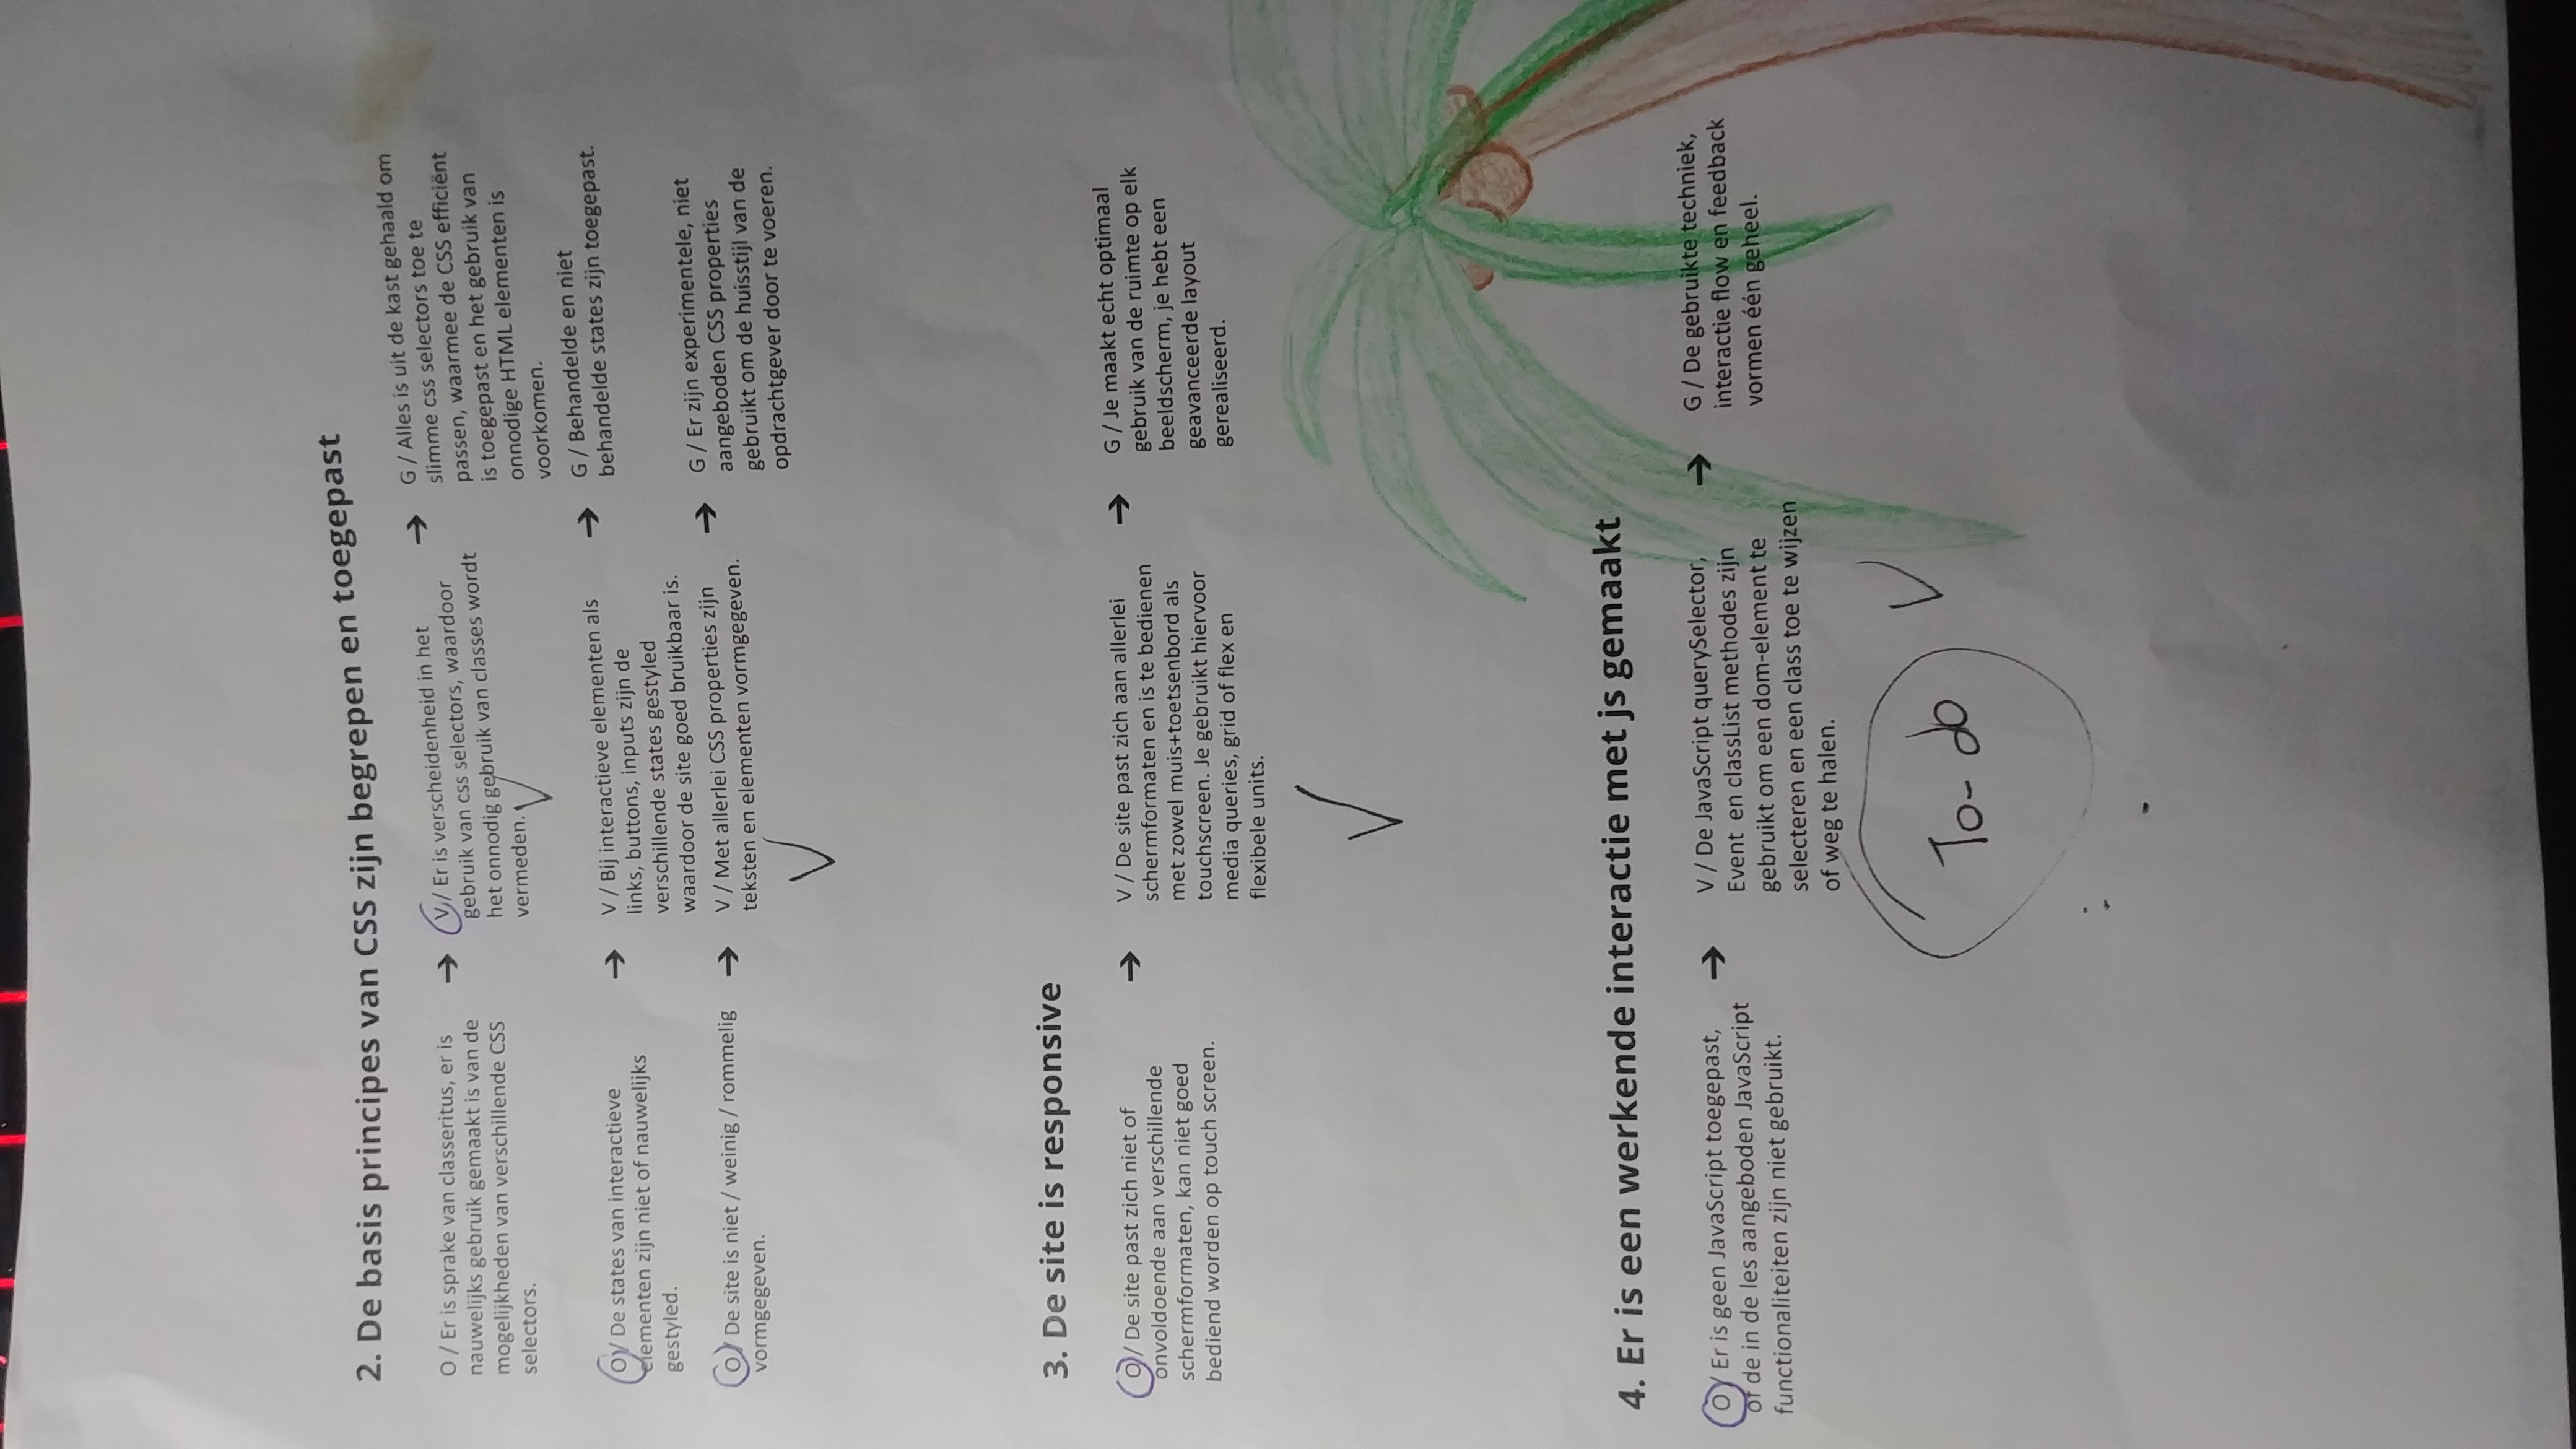 2. De basis principes van CSS zijn begrepen en toegepast
O / Er is sprake van classeritus, er is
nauwelijks gebruik gemaakt is van de
mogelijkheden van verschillende CSS
selectors.
→
V / Er is verscheidenheid in het
gebruik van css selectors, waardoor
het onnodig gebruik van classes wordt
vermeden.
→
G / Alles is uit de kast gehaald om
slimme css selectors toe te
passen, waarmee de CSS efficiënt
is toegepast en het gebruik van
onnodige HTML elementen is
voorkomen.
O / De states van interactieve
elementen zijn niet of nauwelijks
gestyled.
→
V / Bij interactieve elementen als
links, buttons, inputs zijn de
verschillende states gestyled
waardoor de site goed bruikbaar is.
→
G / Behandelde en niet
behandelde states zijn toegepast.
O / De site is niet / weinig / rommelig
vormgegeven.
→
V / Met allerlei CSS properties zijn
teksten en elementen vormgegeven.
→
G / Er zijn experimentele, niet
aangeboden CSS properties
gebruikt om de huisstijl van de
opdrachtgever door te voeren.
3. De site is responsive
O / De site past zich niet of
onvoldoende aan verschillende
schermformaten, kan niet goed
bediend worden op touch screen.
→
V / De site past zich aan allerlei
schermformaten en is te bedienen
met zowel muis+toetsenbord als
touchscreen. Je gebruikt hiervoor
media queries, grid of flex en
flexibele units.
→
G / Je maakt echt optimaal
gebruik van de ruimte op elk
beeldscherm, je hebt een
geavanceerde layout
gerealiseerd.
4. Er is een werkende interactie met js gemaakt
O / Er is geen JavaScript toegepast,
of de in de les aangeboden JavaScript
functionaliteiten zijn niet gebruikt.
→
V / De JavaScript querySelector,
Event en classList methodes zijn
gebruikt om een dom-element te
selecteren en een class toe te wijzen
of weg te halen.
→
G / De gebruikte techniek,
interactie flow en feedback
vormen één geheel.
To-do